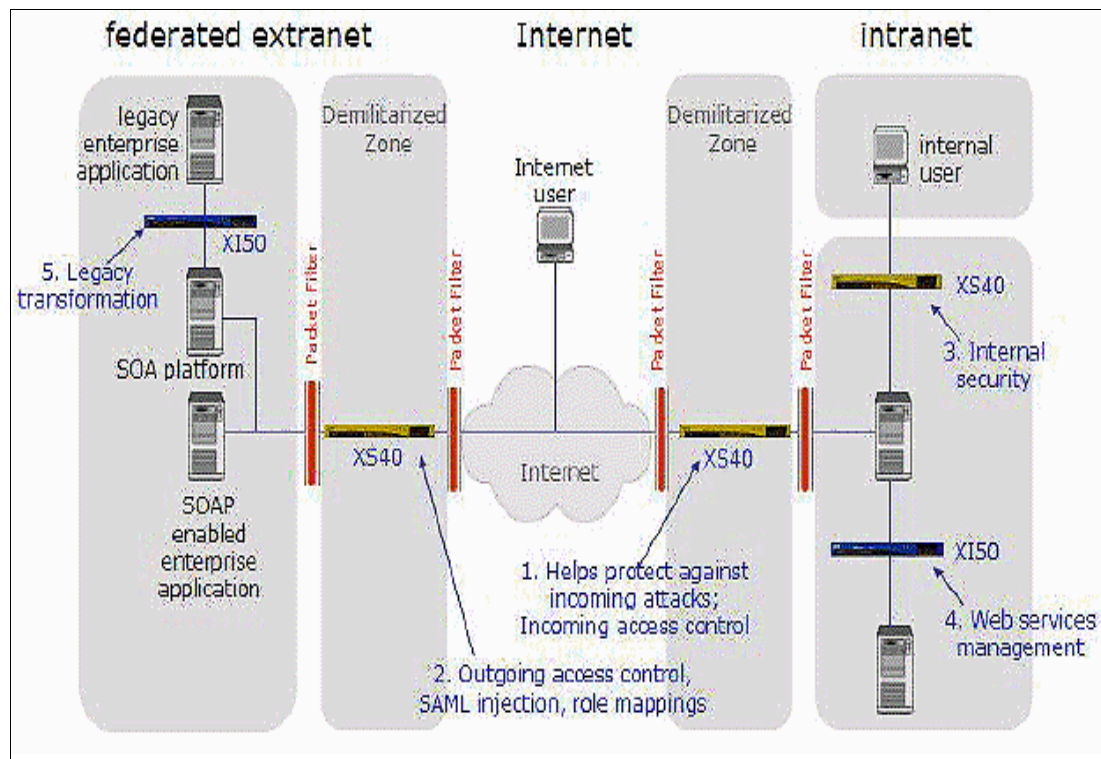 federated extranet
Internet
intranet
legacy
enterprise
application
XI50
5. Legacy
transformation
SOA platform
SOAP
enabled
enterprise
application
Packet Filter
Demilitarized
Zone
XS40
Packet Filter
2. Outgoing access control,
SAML injection, role mappings
Internet
user
Internet
1. Helps protect against
incoming attacks;
Incoming access control
Packet Filter
Demilitarized
Zone
XS40
Packet Filter
internal
user
XS40
3. Internal
security
XI50
4. Web services
management